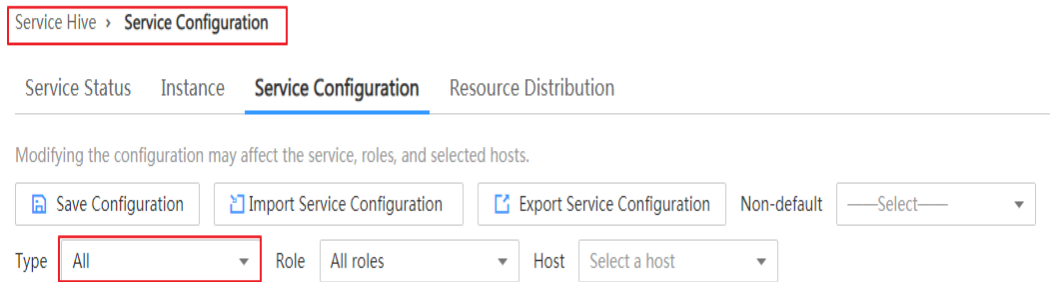 Service Hive > Service Configuration
Service Status Instance Service Configuration Resource Distribution
Modifying the configuration may affect the service, roles, and selected hosts.
Save Configuration Import Service Configuration Export Service Configuration Non-default ——Select——
Type All Role All roles Host Select a host